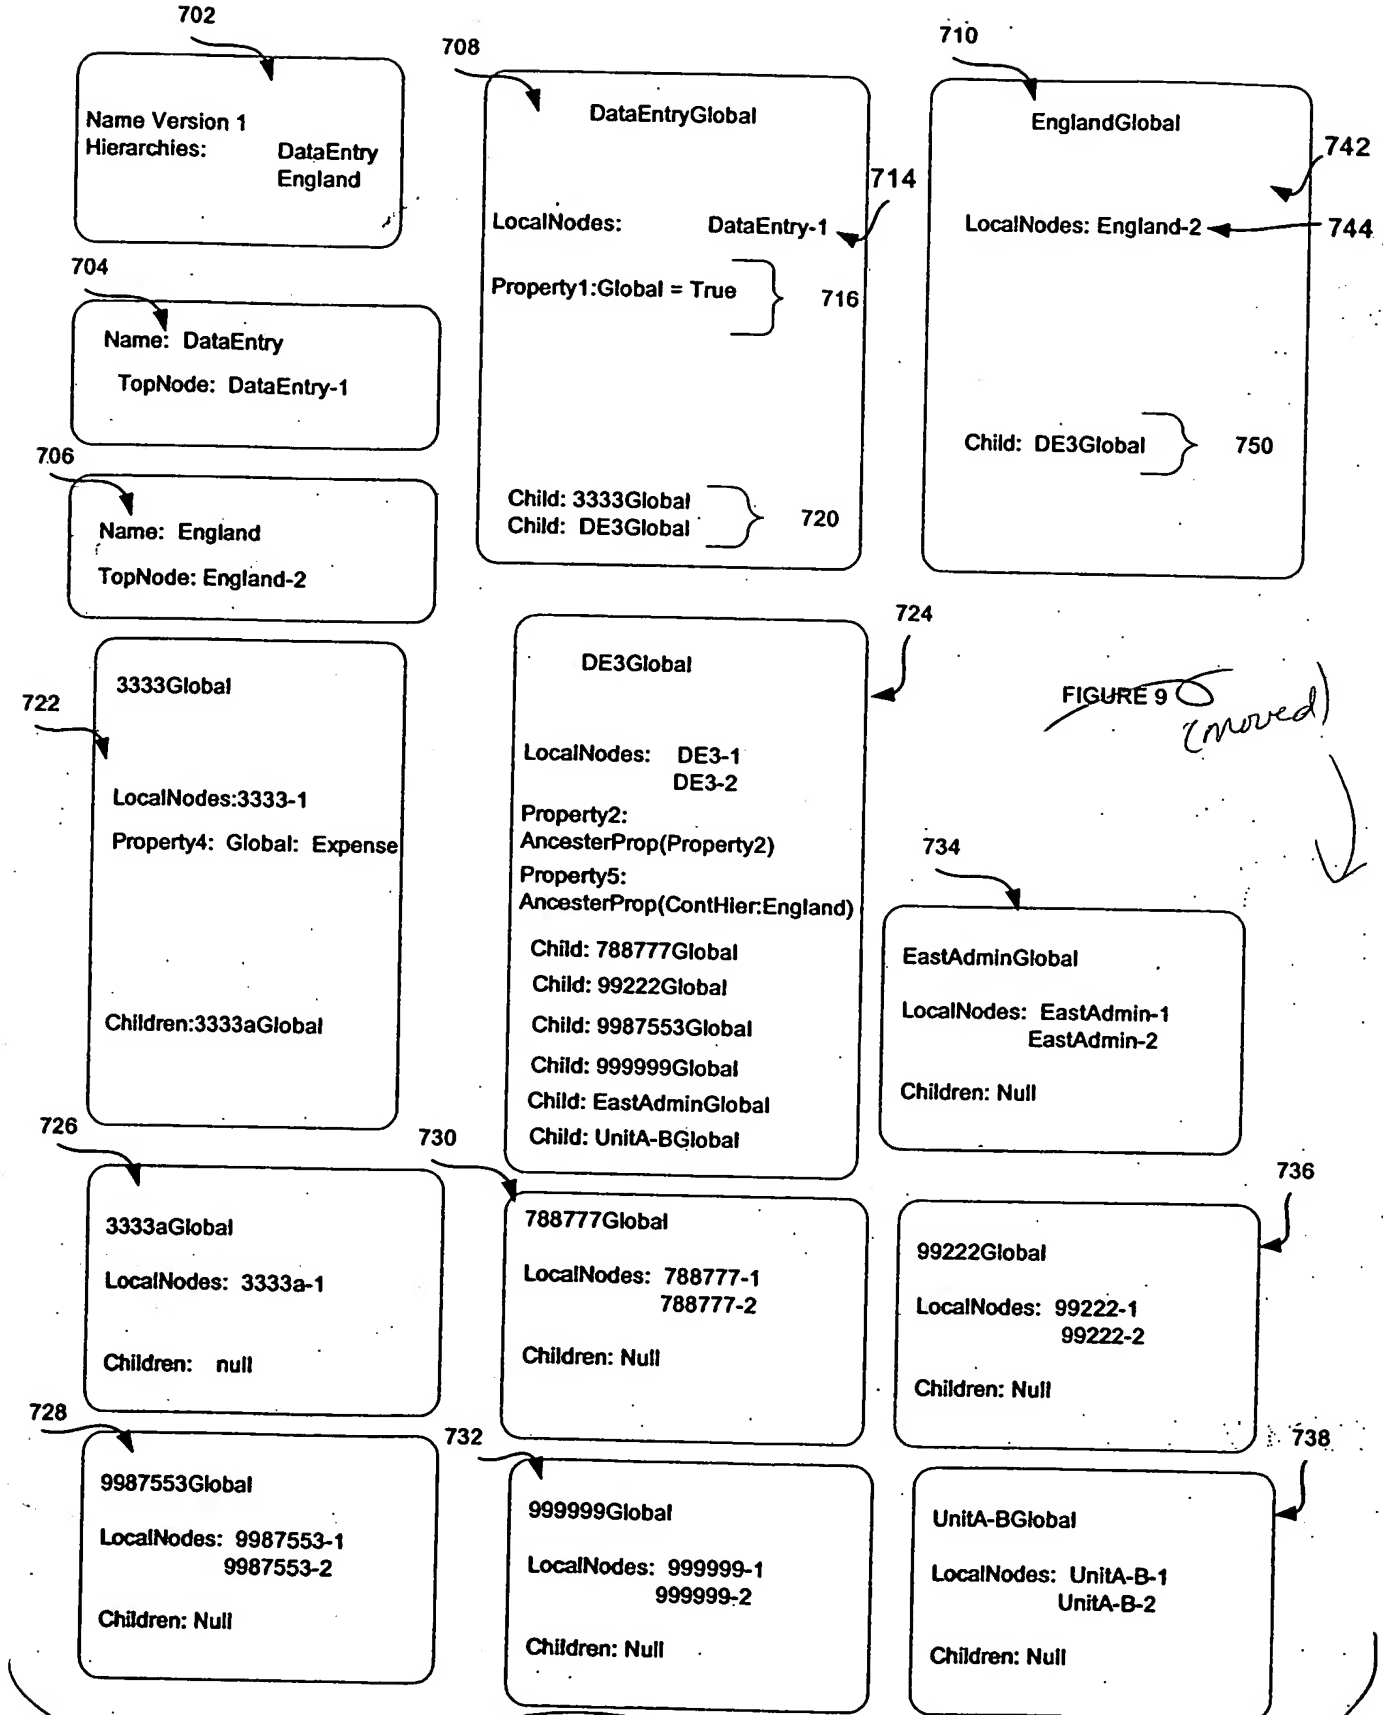 702
Name Version 1
Hierarchies: DataEntry
England
704
Name: DataEntry
TopNode: DataEntry-1
706
Name: England
TopNode: England-2
708
DataEntryGlobal
714
LocalNodes: DataEntry-1
Property1:Global = True
716
Child: 3333Global
Child: DE3Global
720
710
EnglandGlobal
742
LocalNodes: England-2
744
Child: DE3Global
750
722
3333Global
LocalNodes:3333-1
Property4: Global: Expense
Children:3333aGlobal
724
DE3Global
LocalNodes: DE3-1
DE3-2
Property2:
AncesterProp(Property2)
Property5:
AncesterProp(ContHier:England)
Child: 788777Global
Child: 99222Global
Child: 9987553Global
Child: 999999Global
Child: EastAdminGlobal
Child: UnitA-BGlobal
FIGURE 9
(moved)
734
EastAdminGlobal
LocalNodes: EastAdmin-1
EastAdmin-2
Children: Null
726
3333aGlobal
LocalNodes: 3333a-1
Children: null
730
788777Global
LocalNodes: 788777-1
788777-2
Children: Null
736
99222Global
LocalNodes: 99222-1
99222-2
Children: Null
728
9987553Global
LocalNodes: 9987553-1
9987553-2
Children: Null
732
999999Global
LocalNodes: 999999-1
999999-2
Children: Null
738
UnitA-BGlobal
LocalNodes: UnitA-B-1
UnitA-B-2
Children: Null